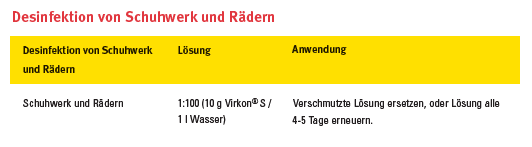 Desinfektion von Schuhwerk und Rädern
Desinfektion von Schuhwerk
und Rädern
Lösung
Anwendung
Schuhwerk und Rädern
1:100 (10 g Virkon® S /
1 l Wasser)
Verschmutzte Lösung ersetzen, oder Lösung alle
4-5 Tage erneuern.